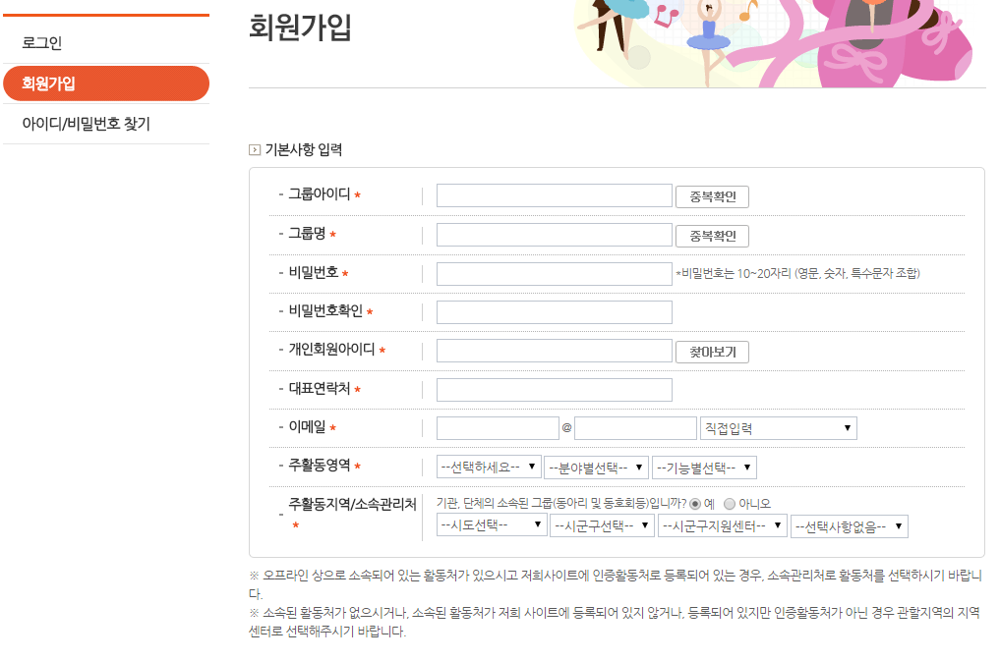 로그인
회원가입
아이디/비밀번호 찾기
회원가입
기본사항 입력
- 그룹아이디 * 중복확인
- 그룹명 * 중복확인
- 비밀번호 * *비밀번호는 10~20자리 (영문, 숫자, 특수문자 조합)
- 비밀번호확인 *
- 개인회원아이디 * 찾아보기
- 대표연락처 *
- 이메일 * @ 직접입력
- 주활동영역 * --선택하세요-- --분야별선택-- --기능별선택--
- 주활동지역/소속관리처 *
기관, 단체의 소속된 그룹(동아리 및 동호회등)입니까? 예 아니오
--시도선택-- --시군구선택-- --시군구지원센터-- --선택사항없음--
※ 오프라인 상으로 소속되어 있는 활동처가 있으시고 저희사이트에 인증활동처로 등록되어 있는 경우, 소속관리처로 활동처를 선택하시기 바랍니
다.
※ 소속된 활동처가 없으시거나, 소속된 활동처가 저희 사이트에 등록되어 있지 않거나, 등록되어 있지만 인증활동처가 아닌 경우 관할지역의 지역
센터로 선택해주시기 바랍니다.